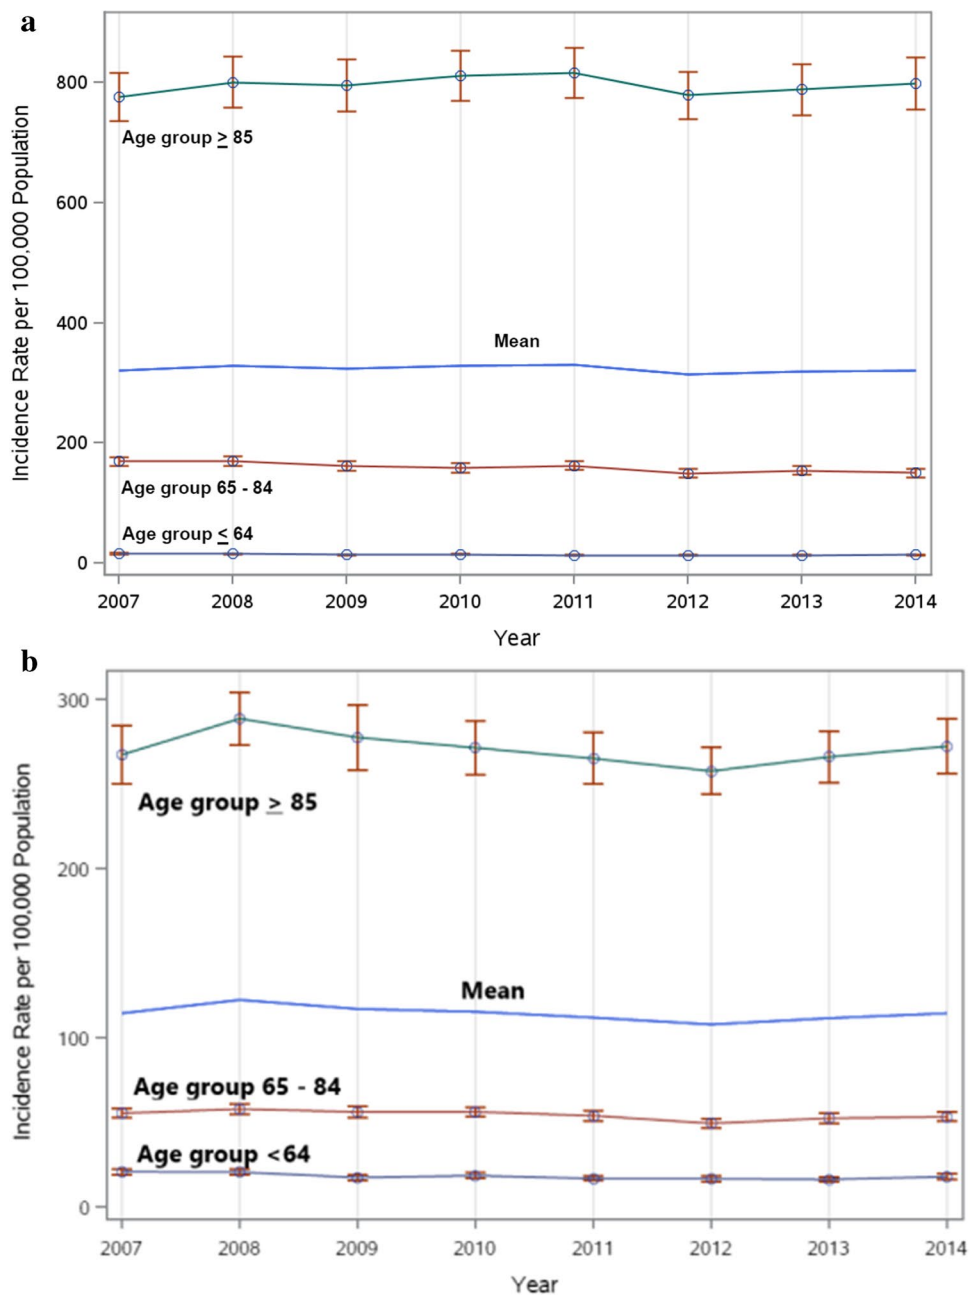 a
Incidence Rate per 100,000 Population
800
600
400
200
0
Age group ≥ 85
Mean
Age group 65 - 84
Age group ≤ 64
2007 2008 2009 2010 2011 2012 2013 2014
Year
b
Incidence Rate per 100,000 Population
300
200
100
0
Age group ≥ 85
Mean
Age group 65 - 84
Age group <64
2007 2008 2009 2010 2011 2012 2013 2014
Year